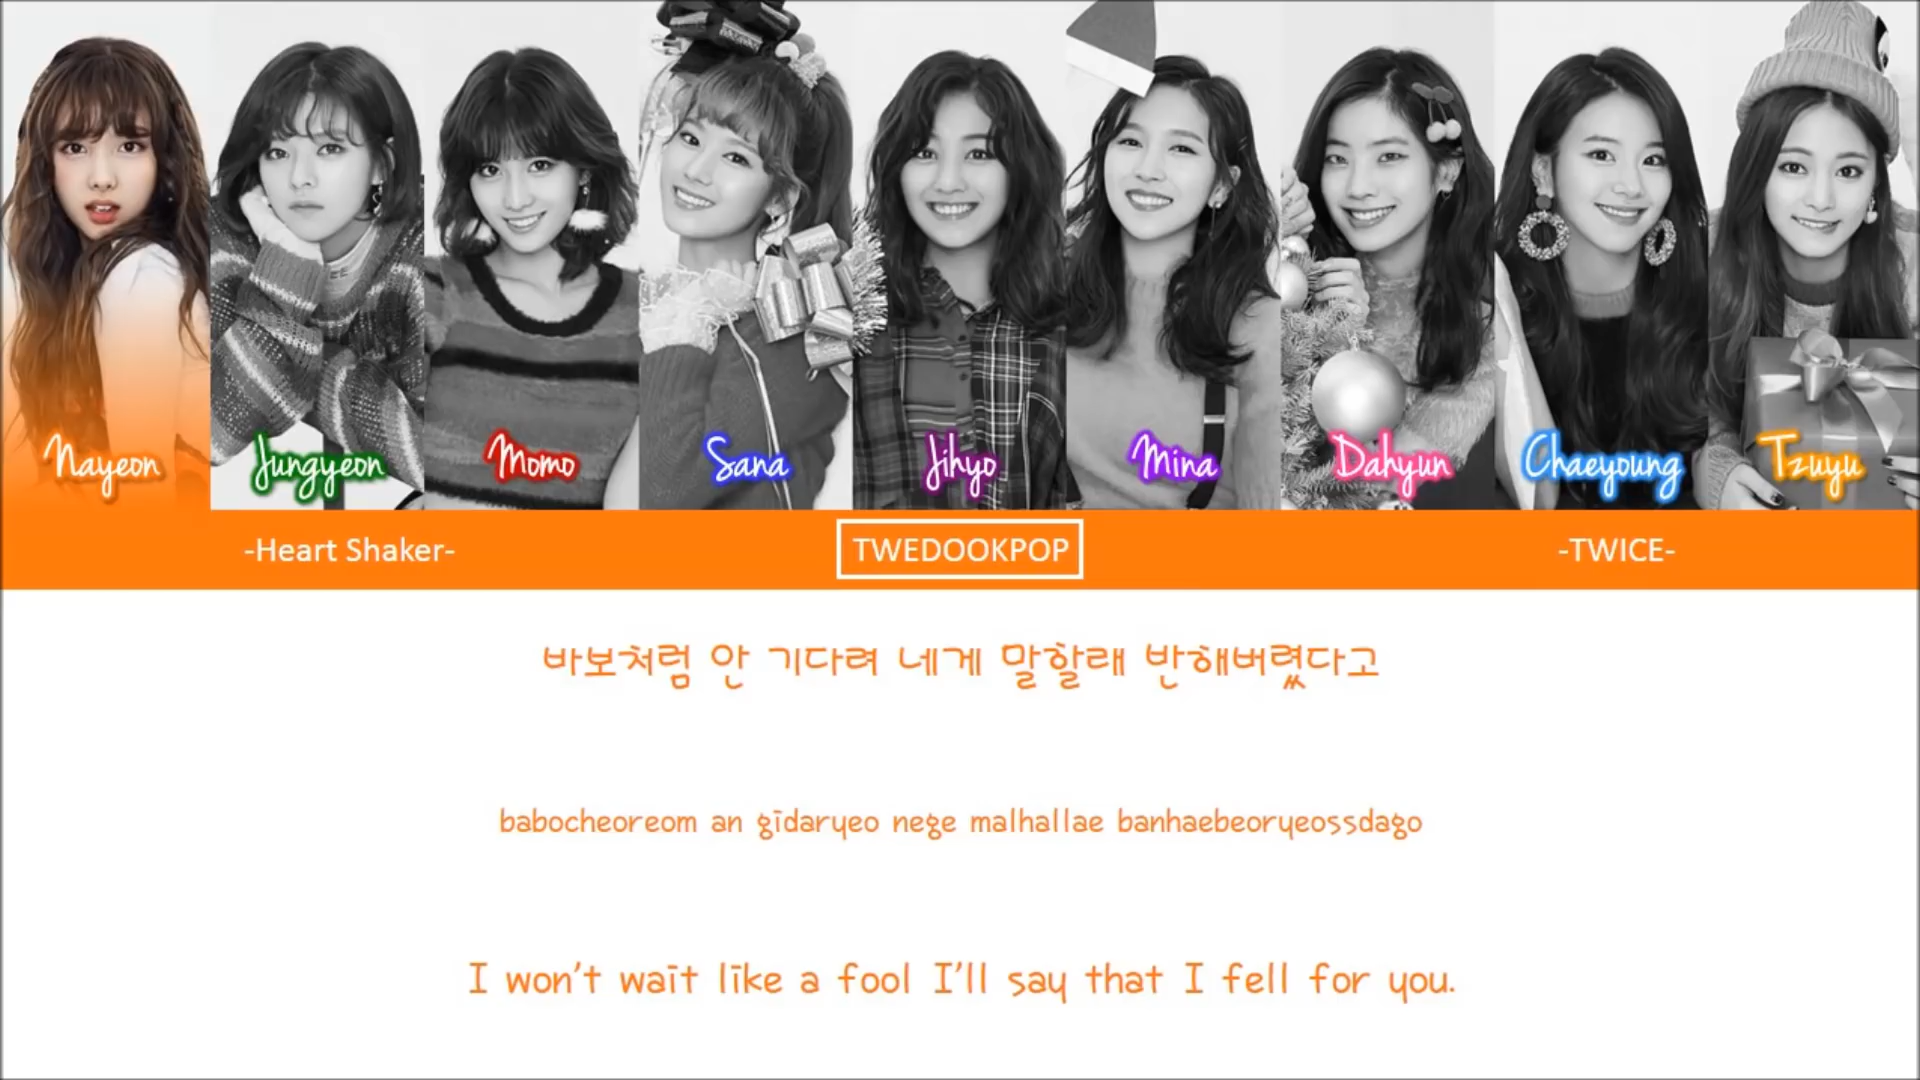 Nayeon Jungyeon Momo Sana Jihyo Mina Dahyun Chaeyoung Tzuyu
-Heart Shaker- TWEDOOKPOP -TWICE-
바보처럼 안 기다려 네게 말할래 반해버렸다고
babocheoreom an gidaryeo nege malhallae banhaebeoryeossdago
I won't wait like a fool I'll say that I fell for you.